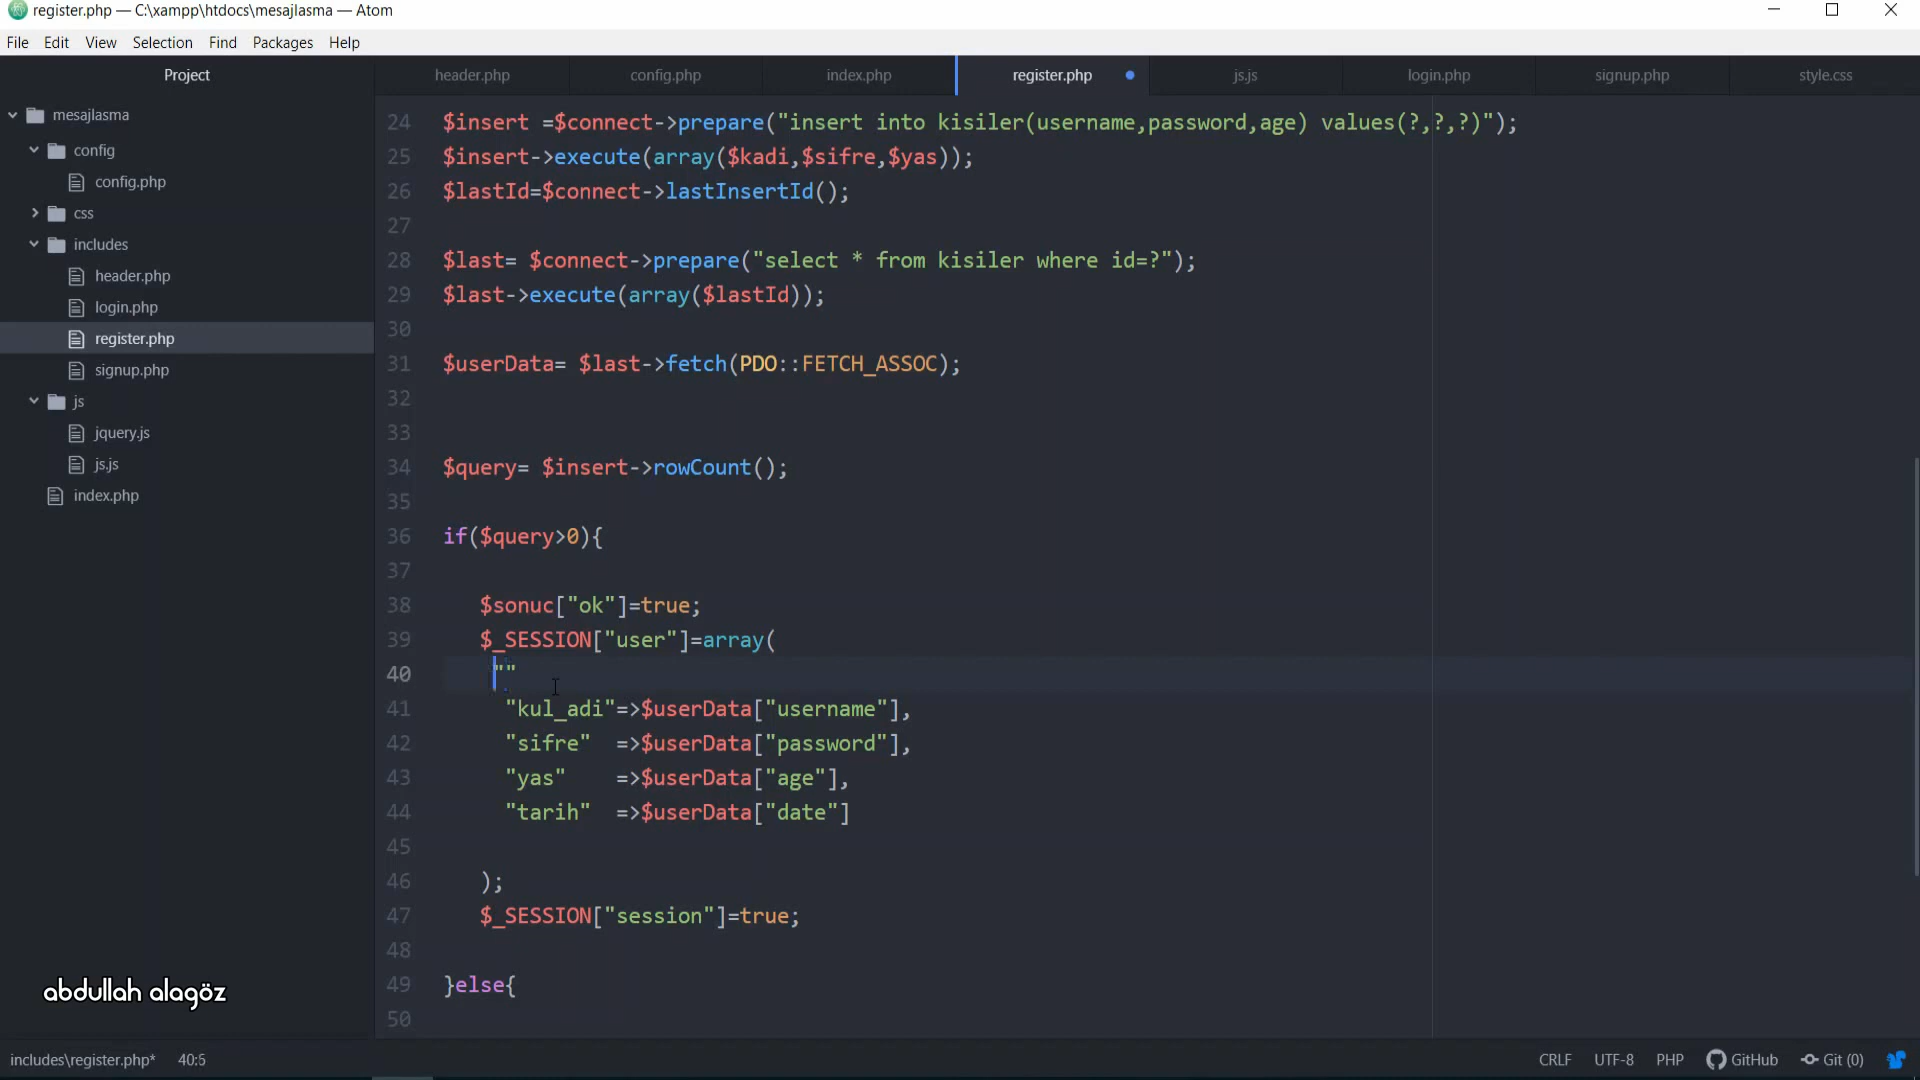 register.php — C:\xampp\htdocs\mesajlasma — Atom
File Edit View Selection Find Packages Help
Project
header.php config.php index.php register.php js.js login.php signup.php style.css
mesajlasma
config
config.php
css
includes
header.php
login.php
register.php
signup.php
js
jquery.js
js.js
index.php
24 $insert =$connect->prepare("insert into kisiler(username,password,age) values(?,?,?)");
25 $insert->execute(array($kadi,$sifre,$yas));
26 $lastId=$connect->lastInsertId();
27
28 $last= $connect->prepare("select * from kisiler where id=?");
29 $last->execute(array($lastId));
30
31 $userData= $last->fetch(PDO::FETCH_ASSOC);
32
33
34 $query= $insert->rowCount();
35
36 if($query>0){
37
38 $sonuc["ok"]=true;
39 $_SESSION["user"]=array(
40 ""
41 "kul_adi"=>$userData["username"],
42 "sifre" =>$userData["password"],
43 "yas" =>$userData["age"],
44 "tarih" =>$userData["date"]
45
46 );
47 $_SESSION["session"]=true;
48
49 }else{
50
abdullah alagöz
includes\register.php* 40:5 CRLF UTF-8 PHP GitHub Git (0)